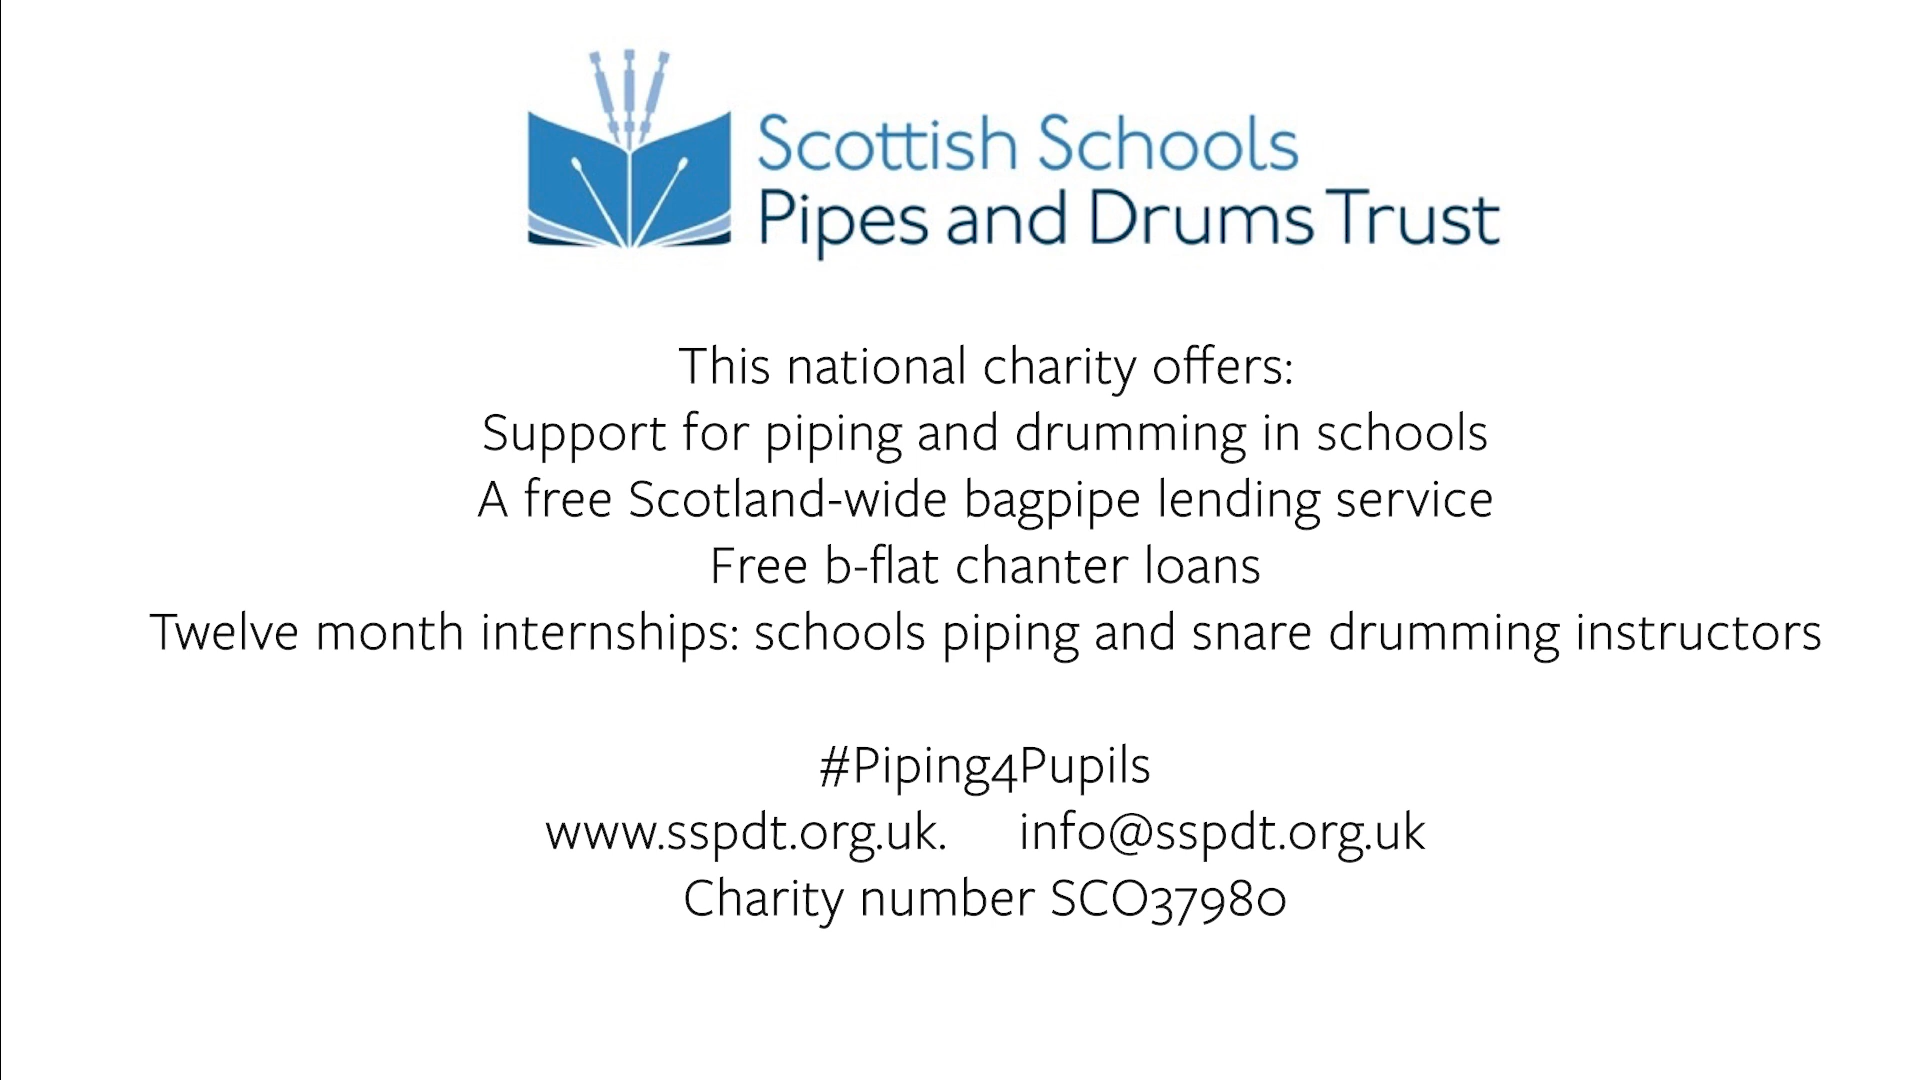 Scottish Schools
Pipes and Drums Trust
This national charity offers:
Support for piping and drumming in schools
A free Scotland-wide bagpipe lending service
Free b-flat chanter loans
Twelve month internships: schools piping and snare drumming instructors
#Piping4Pupils
www.sspdt.org.uk. info@sspdt.org.uk
Charity number SCO37980